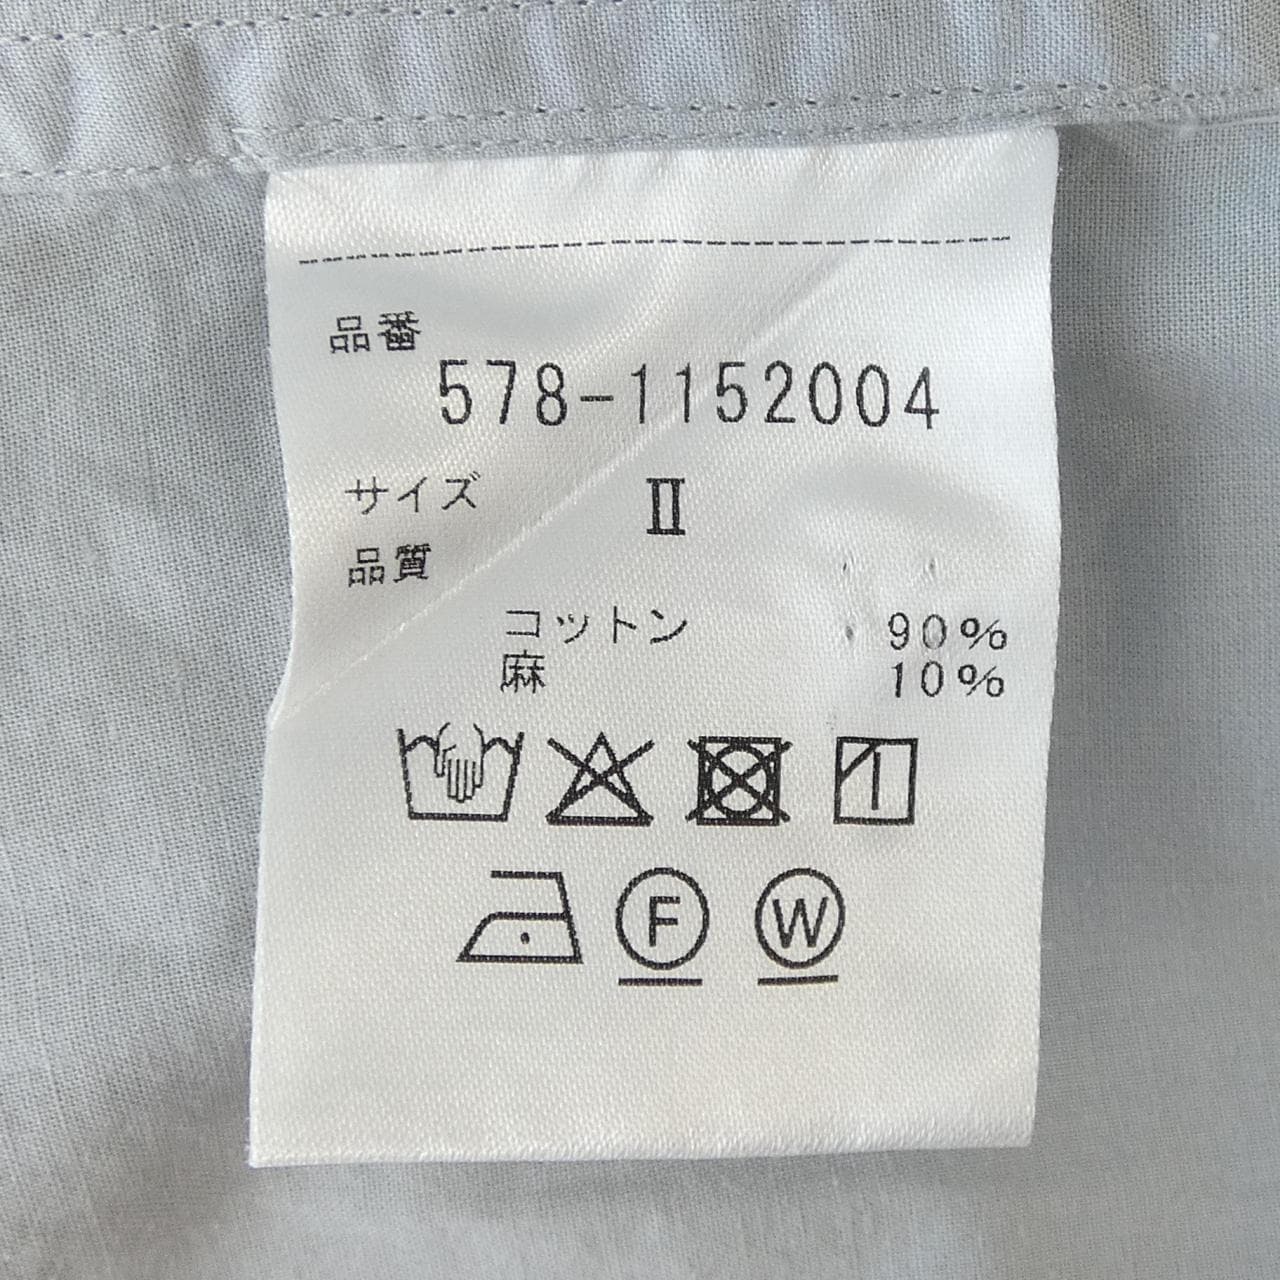 品番
578-1152004
サイズ Ⅱ
品質
コットン 90%
麻 10%
F W